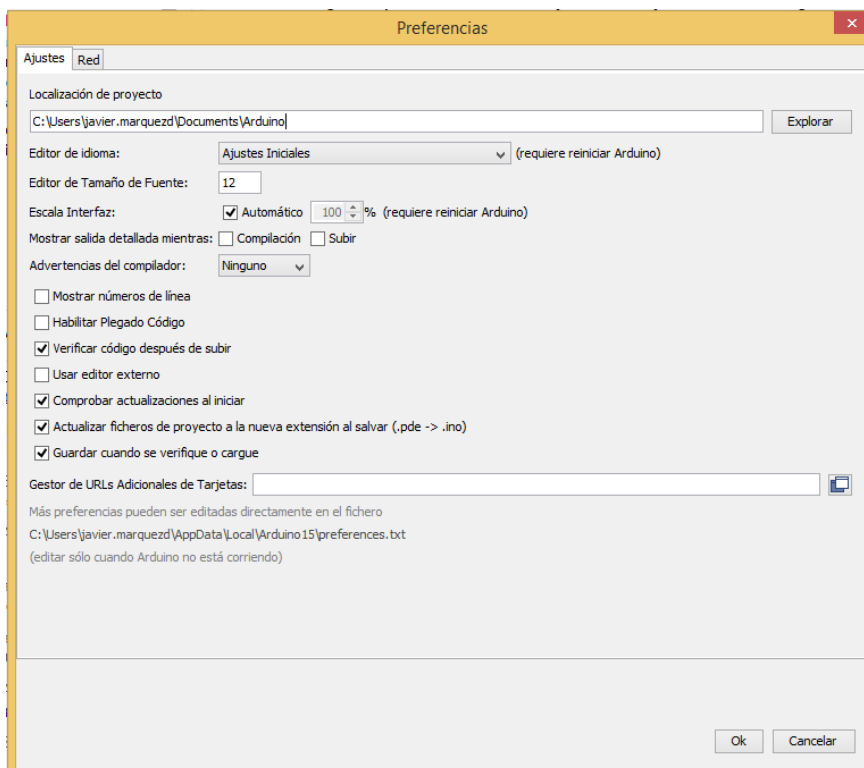 Preferencias
Ajustes Red
Localización de proyecto
C:\Users\javier.marquezd\Documents\Arduino Explorar
Editor de idioma: Ajustes Iniciales (requiere reiniciar Arduino)
Editor de Tamaño de Fuente: 12
Escala Interfaz: Automático 100 % (requiere reiniciar Arduino)
Mostrar salida detallada mientras: Compilación Subir
Advertencias del compilador: Ninguno
Mostrar números de línea
Habilitar Plegado Código
Verificar código después de subir
Usar editor externo
Comprobar actualizaciones al iniciar
Actualizar ficheros de proyecto a la nueva extensión al salvar (.pde -> .ino)
Guardar cuando se verifique o cargue
Gestor de URLs Adicionales de Tarjetas:
Más preferencias pueden ser editadas directamente en el fichero
C:\Users\javier.marquezd\AppData\Local\Arduino15\preferences.txt
(editar sólo cuando Arduino no está corriendo)
Ok Cancelar